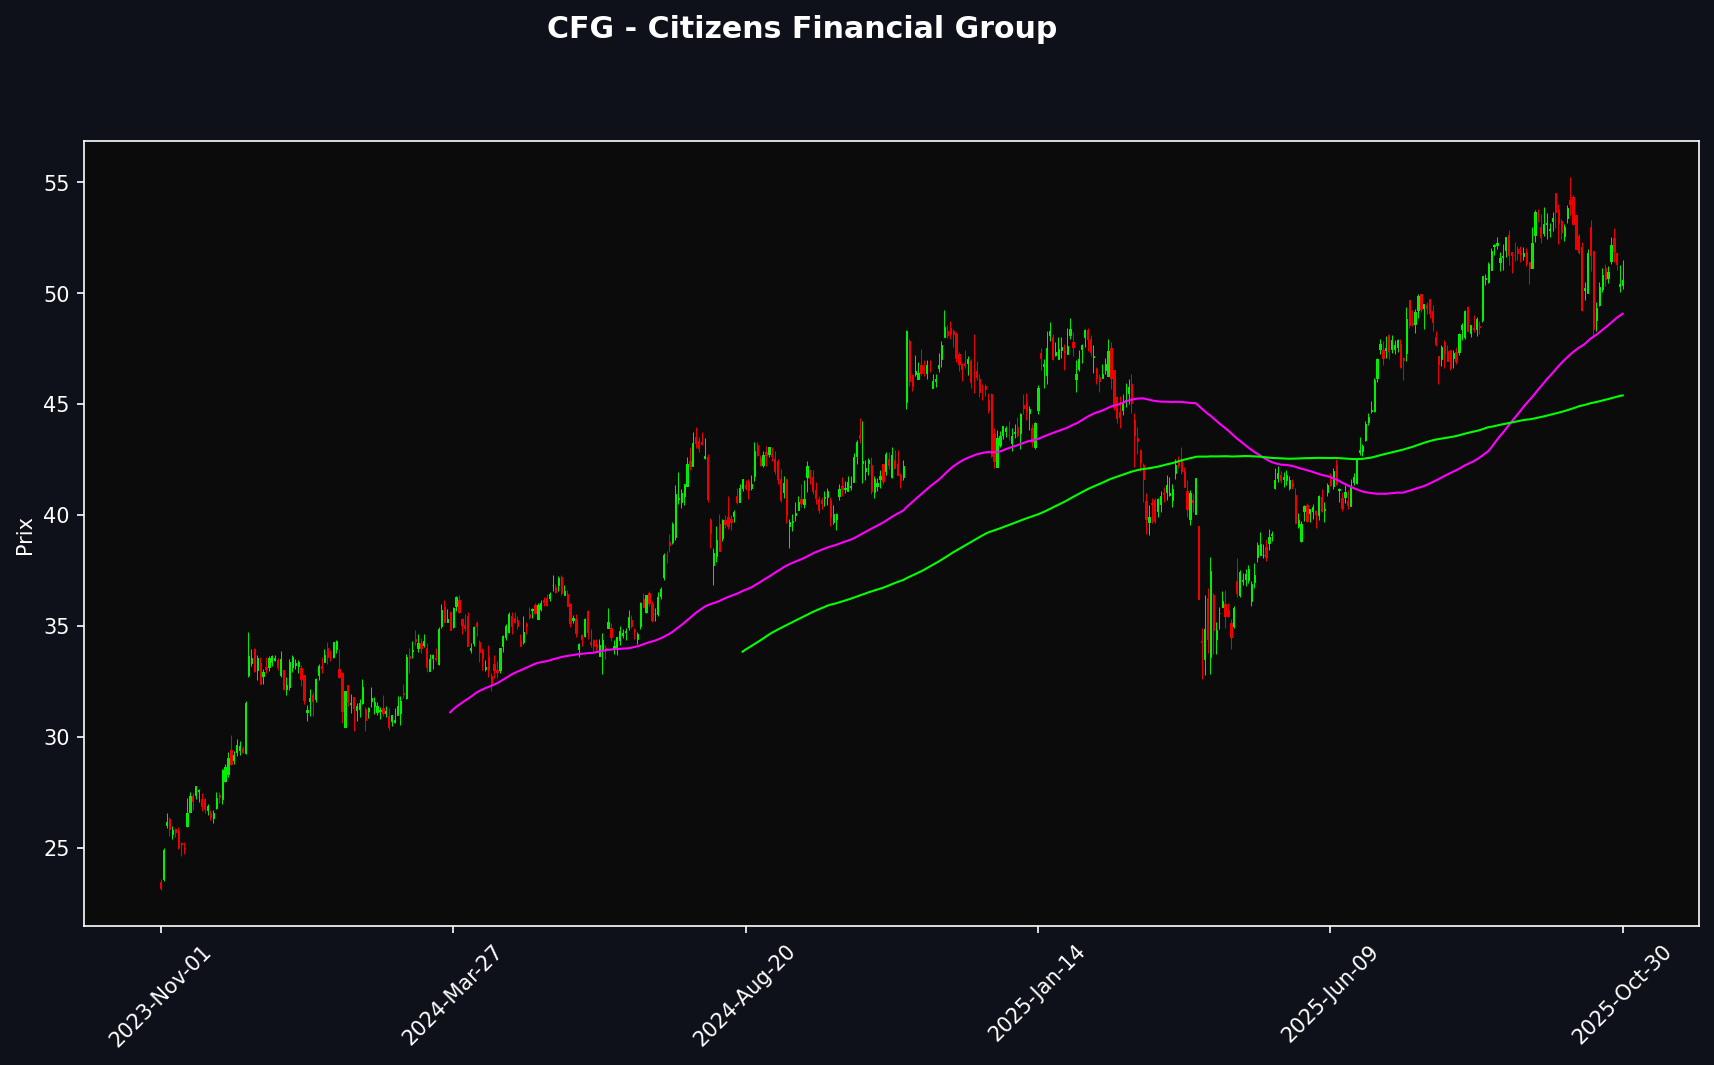 CFG - Citizens Financial Group
Prix
55
50
45
40
35
30
25
2023-Nov-01
2024-Mar-27
2024-Aug-20
2025-Jan-14
2025-Jun-09
2025-Oct-30